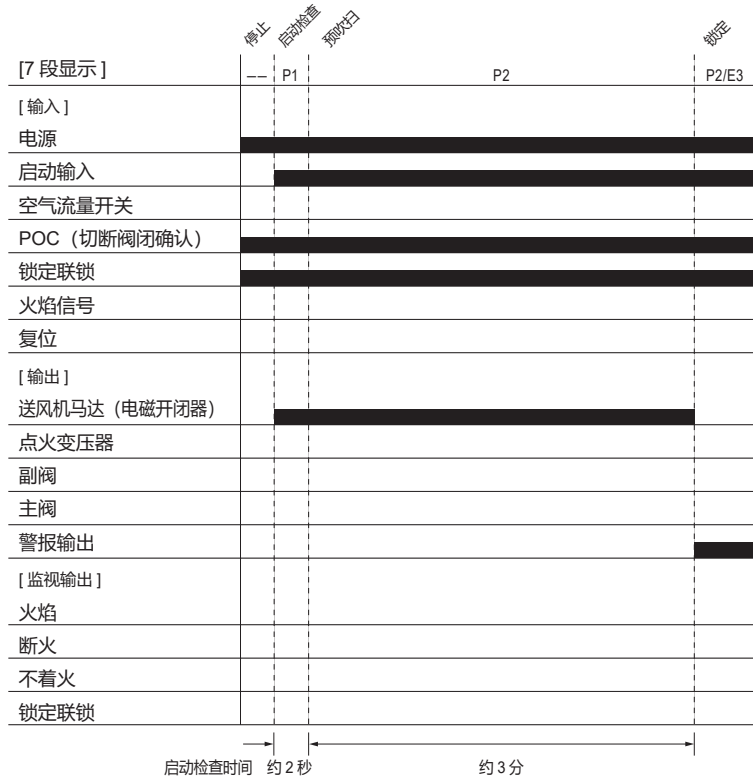 停止 启动检查 预吹扫 锁定
[7 段显示] –– P1 P2 P2/E3
[输入]
电源
启动输入
空气流量开关
POC（切断阀闭确认）
锁定联锁
火焰信号
复位
[输出]
送风机马达（电磁开闭器）
点火变压器
副阀
主阀
警报输出
[监视输出]
火焰
断火
不着火
锁定联锁
启动检查时间 约 2 秒 约 3 分